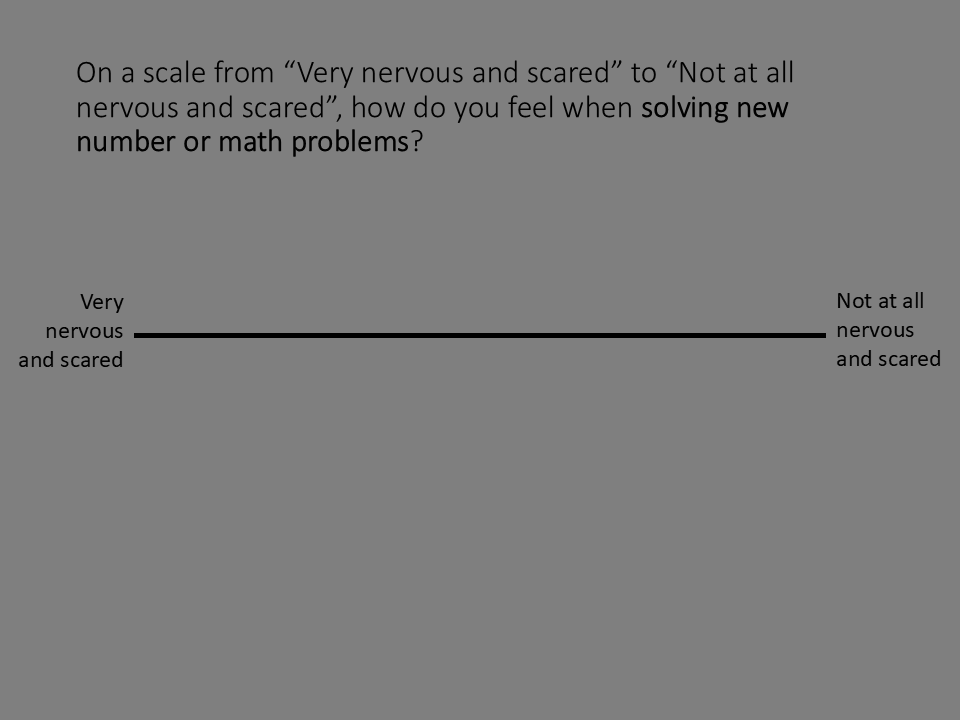 On a scale from “Very nervous and scared” to “Not at all
nervous and scared”, how do you feel when solving new
number or math problems?
Very
nervous
and scared
Not at all
nervous
and scared